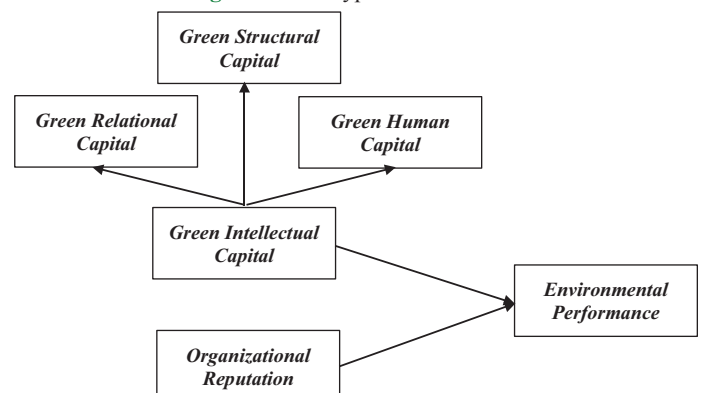 Green Structural
Capital
Green Relational
Capital
Green Human
Capital
Green Intellectual
Capital
Environmental
Performance
Organizational
Reputation